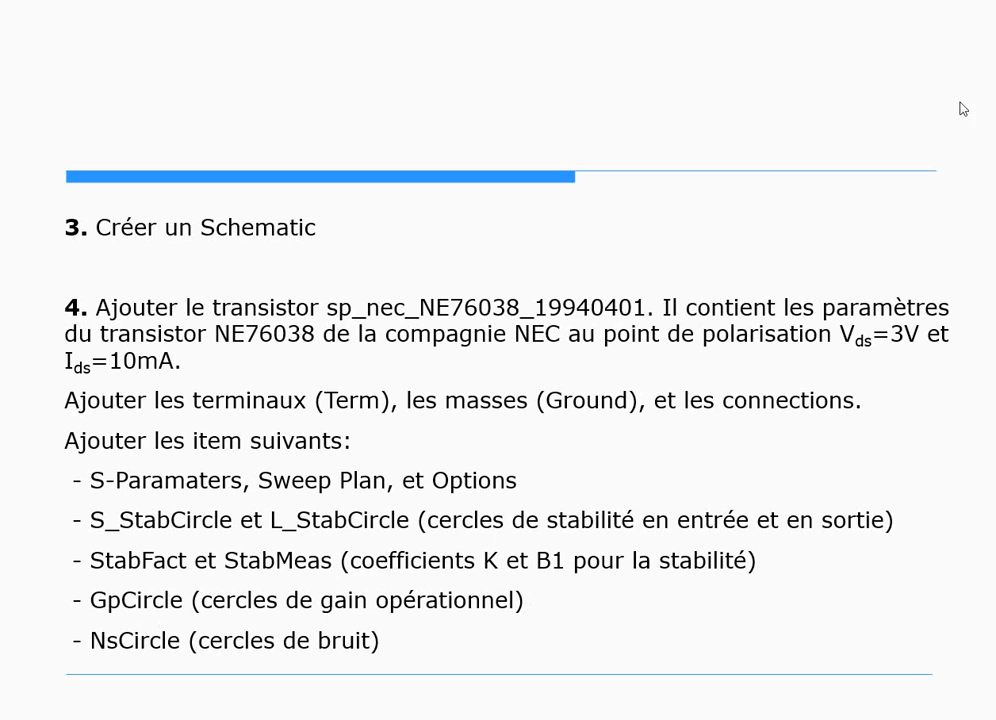 3. Créer un Schematic
4. Ajouter le transistor sp_nec_NE76038_19940401. Il contient les paramètres
du transistor NE76038 de la compagnie NEC au point de polarisation Vds=3V et
Ids=10mA.
Ajouter les terminaux (Term), les masses (Ground), et les connections.
Ajouter les item suivants:
- S-Paramaters, Sweep Plan, et Options
- S_StabCircle et L_StabCircle (cercles de stabilité en entrée et en sortie)
- StabFact et StabMeas (coefficients K et B1 pour la stabilité)
- GpCircle (cercles de gain opérationnel)
- NsCircle (cercles de bruit)